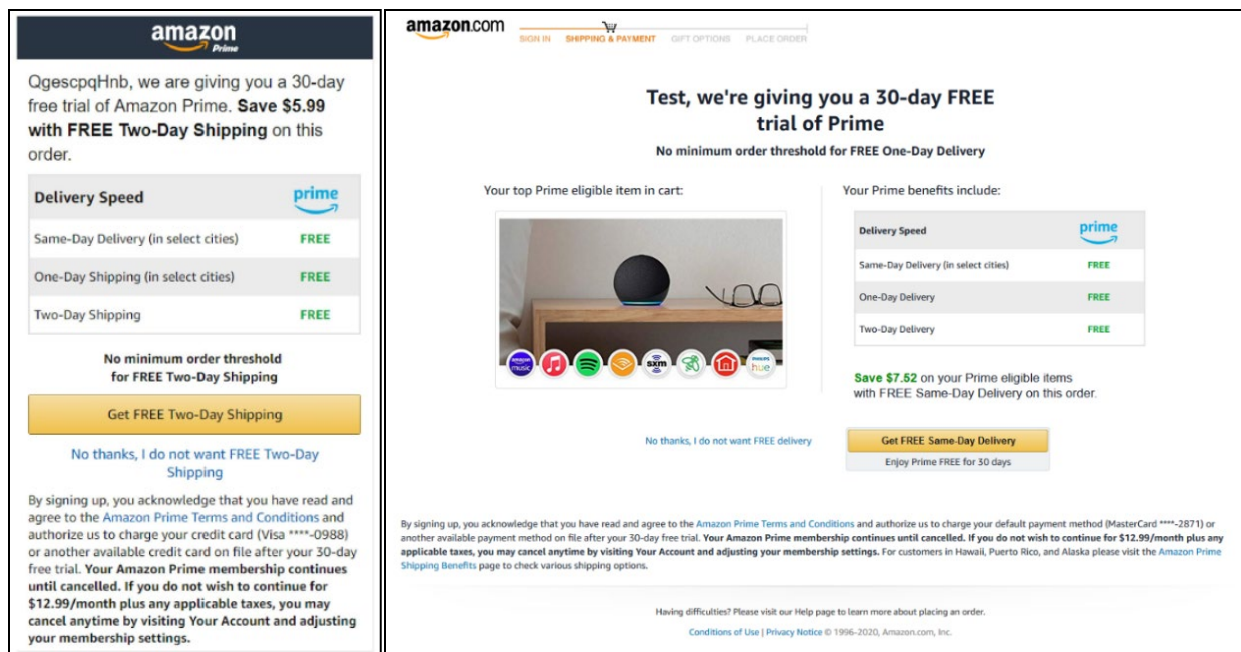 amazon
Prime
QgescpqHnb, we are giving you a 30-day
free trial of Amazon Prime. Save $5.99
with FREE Two-Day Shipping on this
order.
Delivery Speed prime
Same-Day Delivery (in select cities) FREE
One-Day Shipping (in select cities) FREE
Two-Day Shipping FREE
No minimum order threshold
for FREE Two-Day Shipping
Get FREE Two-Day Shipping
No thanks, I do not want FREE Two-Day
Shipping
By signing up, you acknowledge that you have read and
agree to the Amazon Prime Terms and Conditions and
authorize us to charge your credit card (Visa ****-0988)
or another available credit card on file after your 30-day
free trial. Your Amazon Prime membership continues
until cancelled. If you do not wish to continue for
$12.99/month plus any applicable taxes, you may
cancel anytime by visiting Your Account and adjusting
your membership settings.
amazon.com
SIGN IN SHIPPING & PAYMENT GIFT OPTIONS PLACE ORDER
Test, we're giving you a 30-day FREE
trial of Prime
No minimum order threshold for FREE One-Day Delivery
Your top Prime eligible item in cart:
amazon
music
sxm
PHILIPS
hue
Your Prime benefits include:
Delivery Speed prime
Same-Day Delivery (in select cities) FREE
One-Day Delivery FREE
Two-Day Delivery FREE
Save $7.52 on your Prime eligible items
with FREE Same-Day Delivery on this order.
No thanks, I do not want FREE delivery
Get FREE Same-Day Delivery
Enjoy Prime FREE for 30 days
By signing up, you acknowledge that you have read and agree to the Amazon Prime Terms and Conditions and authorize us to charge your default payment method (MasterCard ****-2871) or
another available payment method on file after your 30-day free trial. Your Amazon Prime membership continues until cancelled. If you do not wish to continue for $12.99/month plus any
applicable taxes, you may cancel anytime by visiting Your Account and adjusting your membership settings. For customers in Hawaii, Puerto Rico, and Alaska please visit the Amazon Prime
Shipping Benefits page to check various shipping options.
Having difficulties? Please visit our Help page to learn more about placing an order.
Conditions of Use | Privacy Notice © 1996-2020, Amazon.com, Inc.